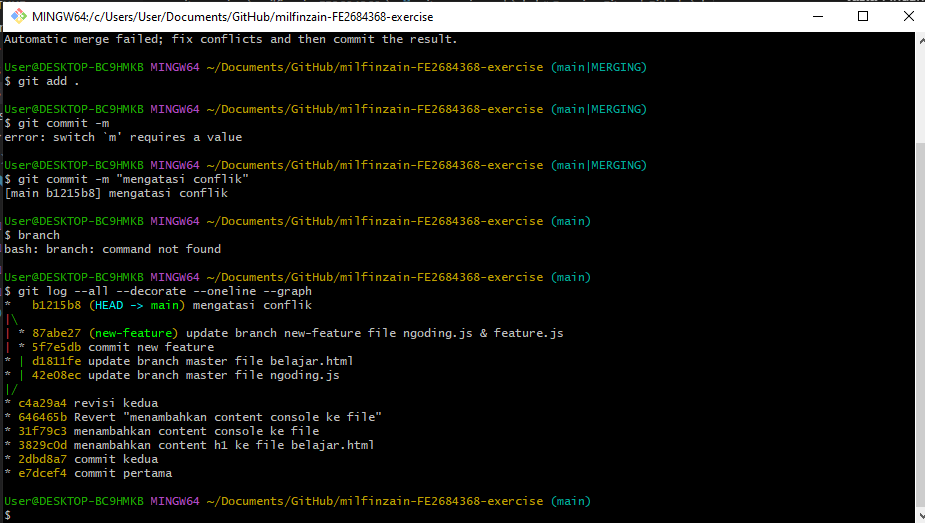 MINGW64:/c/Users/User/Documents/GitHub/milfinzain-FE2684368-exercise
Automatic merge failed; fix conflicts and then commit the result.
User@DESKTOP-BC9HMKB MINGW64 ~/Documents/GitHub/milfinzain-FE2684368-exercise (main|MERGING)
$ git add .
User@DESKTOP-BC9HMKB MINGW64 ~/Documents/GitHub/milfinzain-FE2684368-exercise (main|MERGING)
$ git commit -m
error: switch `m' requires a value
User@DESKTOP-BC9HMKB MINGW64 ~/Documents/GitHub/milfinzain-FE2684368-exercise (main|MERGING)
$ git commit -m "mengatasi conflik"
[main b1215b8] mengatasi conflik
User@DESKTOP-BC9HMKB MINGW64 ~/Documents/GitHub/milfinzain-FE2684368-exercise (main)
$ branch
bash: branch: command not found
User@DESKTOP-BC9HMKB MINGW64 ~/Documents/GitHub/milfinzain-FE2684368-exercise (main)
$ git log --all --decorate --oneline --graph
*   b1215b8 (HEAD -> main) mengatasi conflik
|\
| * 87abe27 (new-feature) update branch new-feature file ngoding.js & feature.js
| * 5f7e5db commit new feature
* | d1811fe update branch master file belajar.html
* | 42e08ec update branch master file ngoding.js
|/
* c4a29a4 revisi kedua
* 646465b Revert "menambahkan content console ke file"
* 31f79c3 menambahkan content console ke file
* 3829c0d menambahkan content h1 ke file belajar.html
* 2dbd8a7 commit kedua
* e7dcef4 commit pertama
User@DESKTOP-BC9HMKB MINGW64 ~/Documents/GitHub/milfinzain-FE2684368-exercise (main)
$